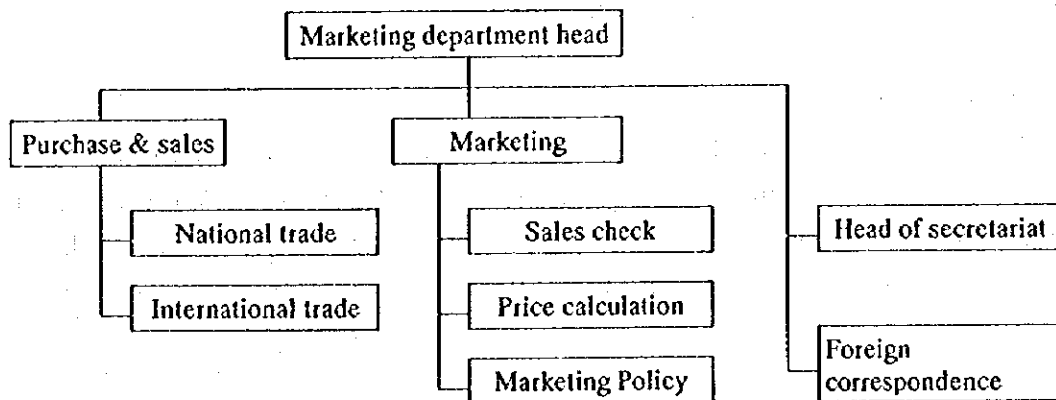 Marketing department head
Purchase & sales
Marketing
National trade
Sales check
Head of secretariat
International trade
Price calculation
Foreign
correspondence
Marketing Policy